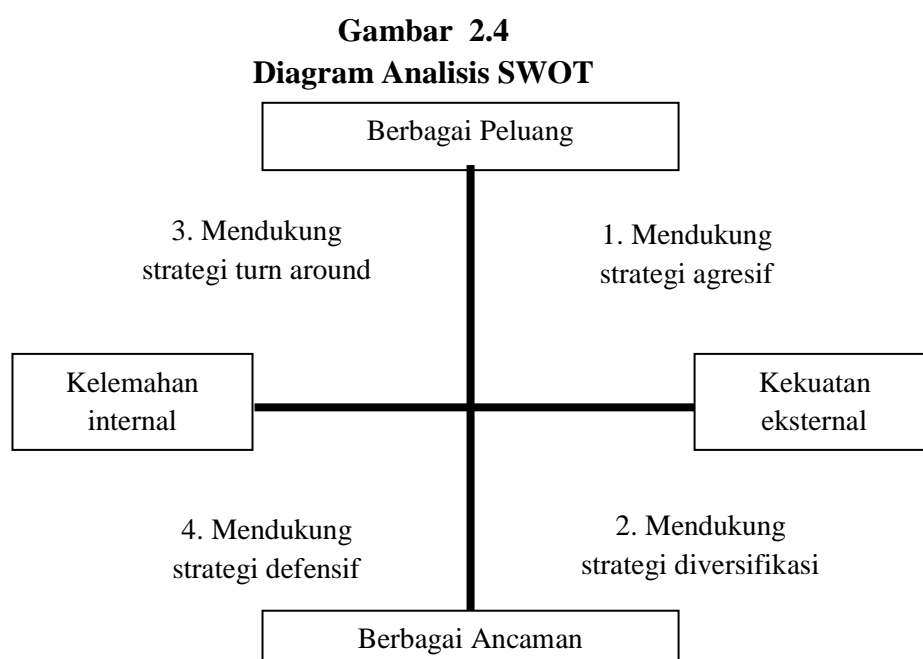 Gambar 2.4
Diagram Analisis SWOT
Berbagai Peluang
3. Mendukung
strategi turn around
1. Mendukung
strategi agresif
Kelemahan
internal
Kekuatan
eksternal
4. Mendukung
strategi defensif
2. Mendukung
strategi diversifikasi
Berbagai Ancaman